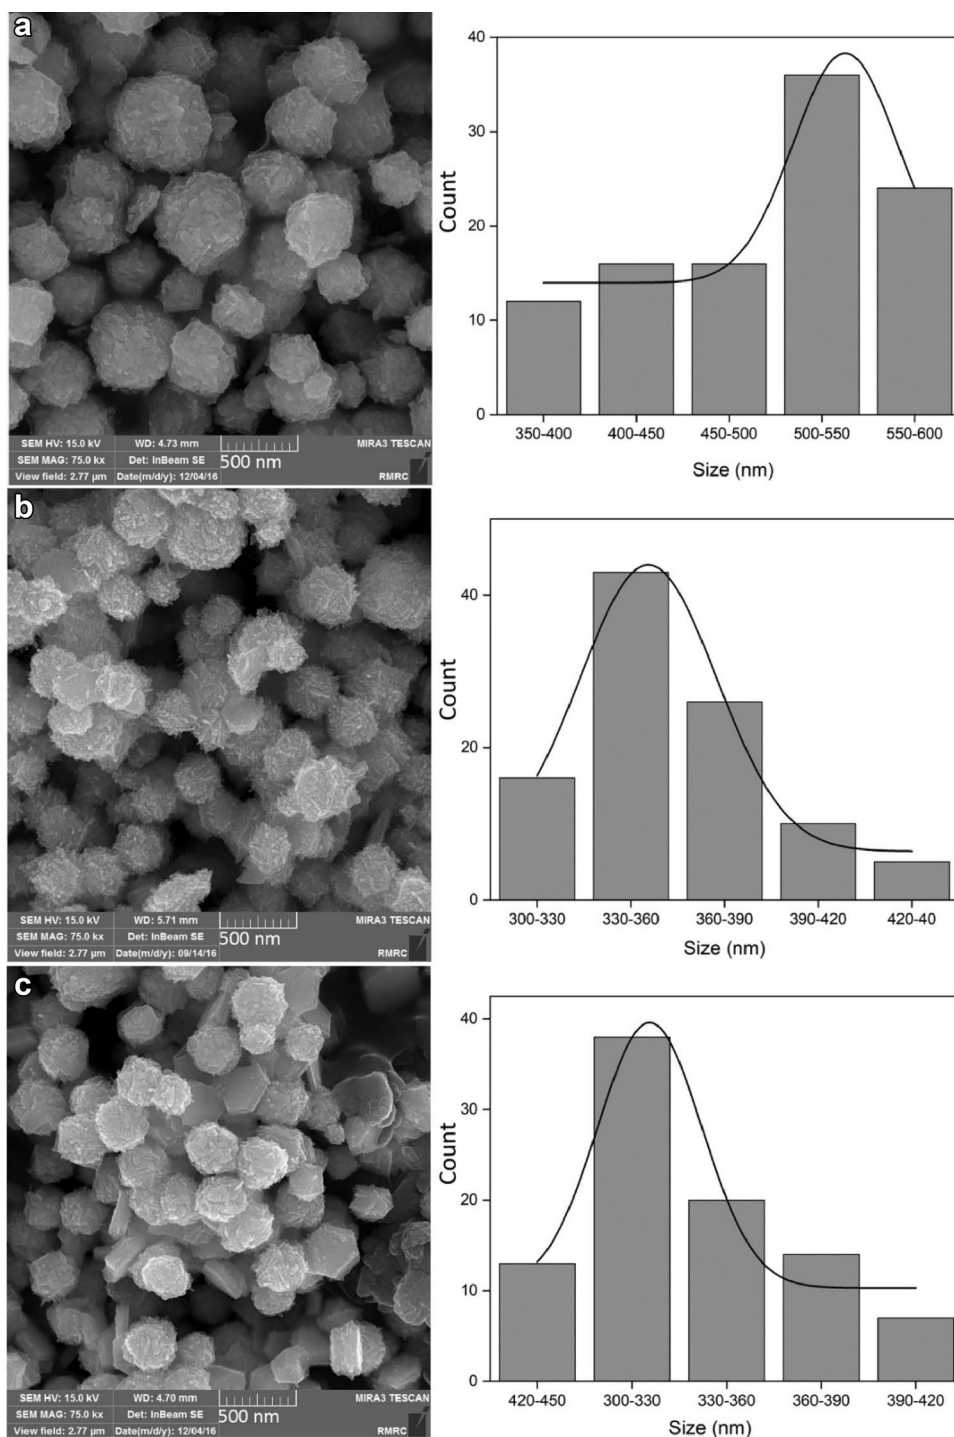 a
SEM HV: 15.0 kV WD: 4.73 mm MIRA3 TESCAN
SEM MAG: 75.0 kx Det: InBeam SE 500 nm
View field: 2.77 µm Date(m/d/y): 12/04/16 RMRC
40
30
20
10
0
Count
350-400 400-450 450-500 500-550 550-600
Size (nm)
b
SEM HV: 15.0 kV WD: 5.71 mm MIRA3 TESCAN
SEM MAG: 75.0 kx Det: InBeam SE 500 nm
View field: 2.77 µm Date(m/d/y): 09/14/16 RMRC
40
20
0
Count
300-330 330-360 360-390 390-420 420-40
Size (nm)
c
SEM HV: 15.0 kV WD: 4.70 mm MIRA3 TESCAN
SEM MAG: 75.0 kx Det: InBeam SE 500 nm
View field: 2.77 µm Date(m/d/y): 12/04/16 RMRC
40
30
20
10
0
Count
420-450 300-330 330-360 360-390 390-420
Size (nm)